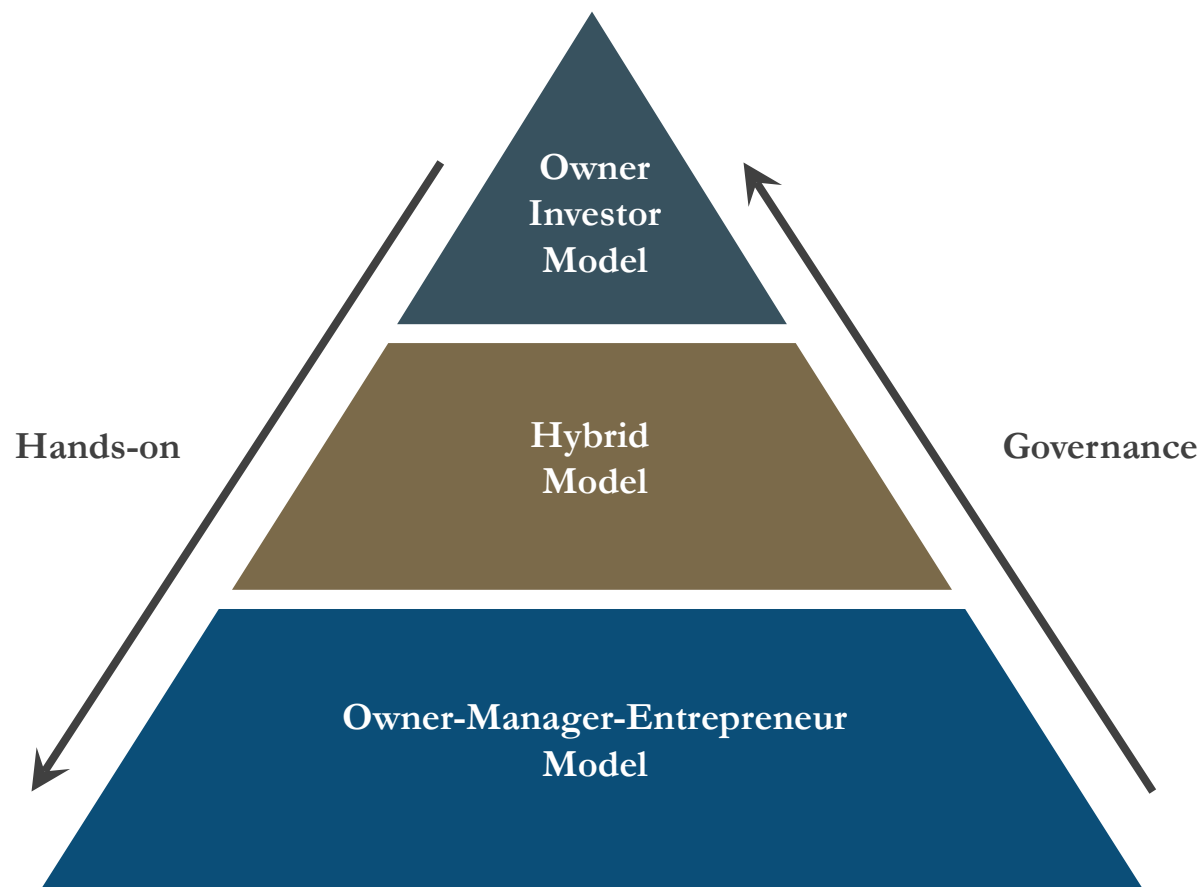 Owner
Investor
Model
Hybrid
Model
Hands-on
Governance
Owner-Manager-Entrepreneur
Model